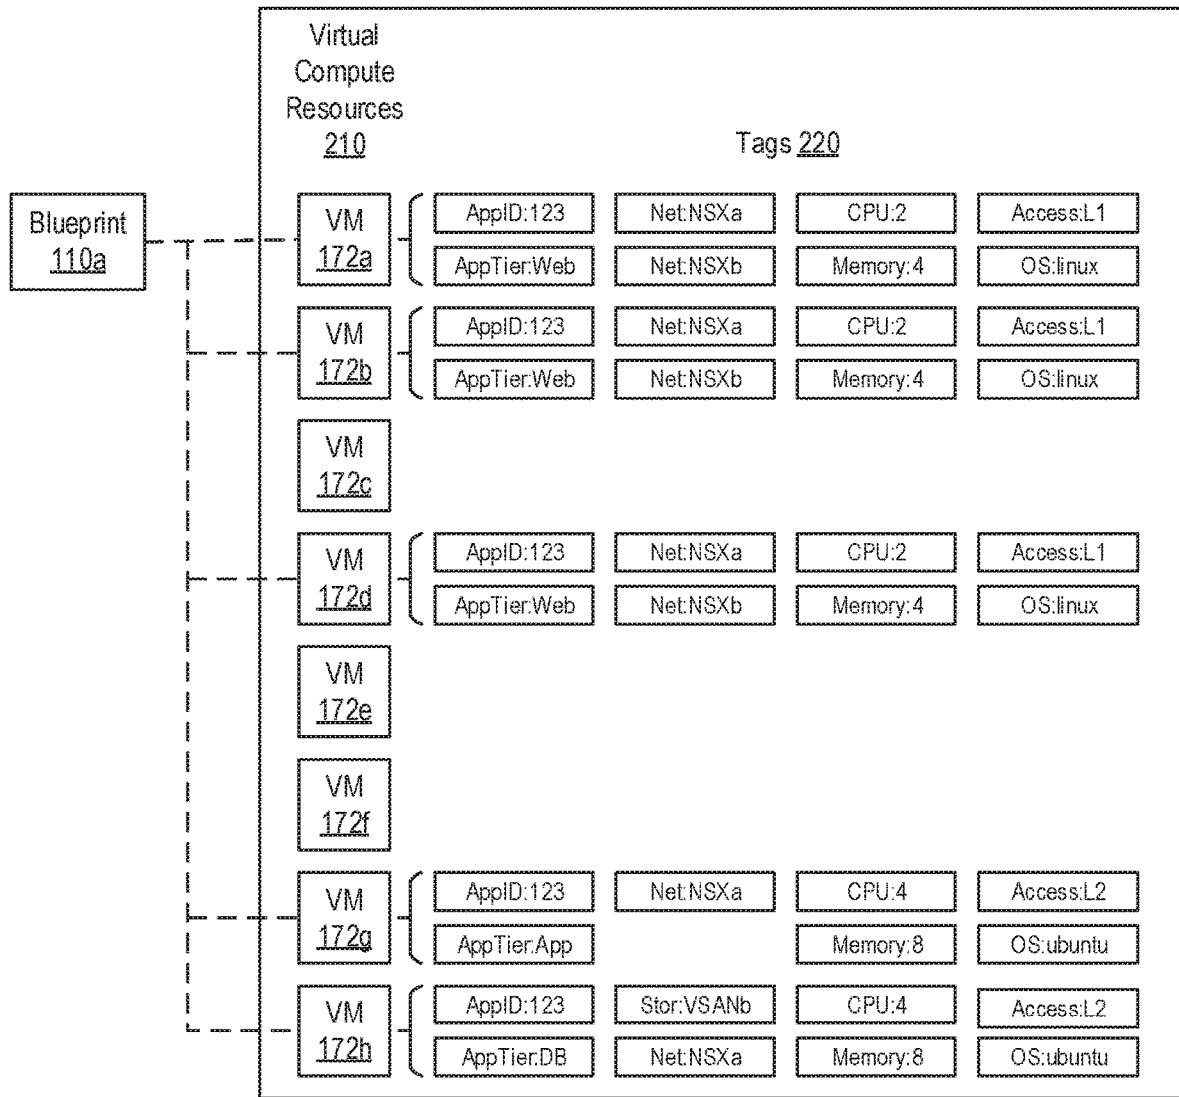 Virtual
Compute
Resources
210
Tags 220
Blueprint
110a
VM
172a
AppID:123 Net:NSXa CPU:2 Access:L1
AppTier:Web Net:NSXb Memory:4 OS:linux
VM
172b
AppID:123 Net:NSXa CPU:2 Access:L1
AppTier:Web Net:NSXb Memory:4 OS:linux
VM
172c
VM
172d
AppID:123 Net:NSXa CPU:2 Access:L1
AppTier:Web Net:NSXb Memory:4 OS:linux
VM
172e
VM
172f
VM
172g
AppID:123 Net:NSXa CPU:4 Access:L2
AppTier:App Memory:8 OS:ubuntu
VM
172h
AppID:123 Stor:VSANb CPU:4 Access:L2
AppTier:DB Net:NSXa Memory:8 OS:ubuntu